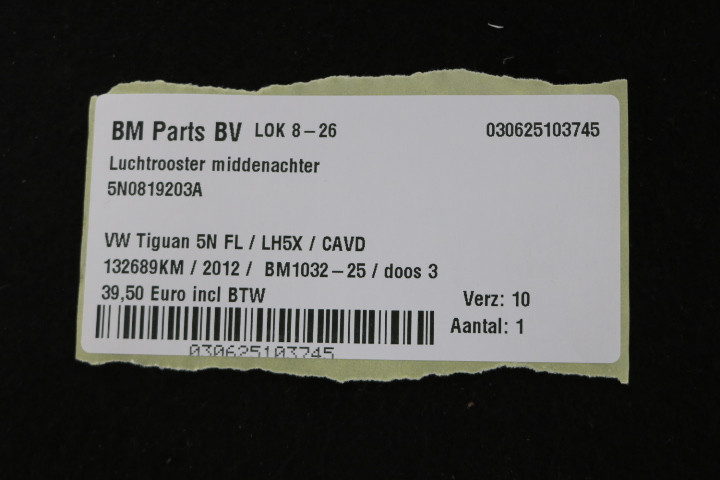 BM Parts BV LOK 8-26 030625103745
Luchtrooster middenachter
5N0819203A
VW Tiguan 5N FL / LH5X / CAVD
132689KM / 2012 / BM1032-25 / doos 3
39,50 Euro incl BTW Verz: 10
Aantal: 1
030625103745